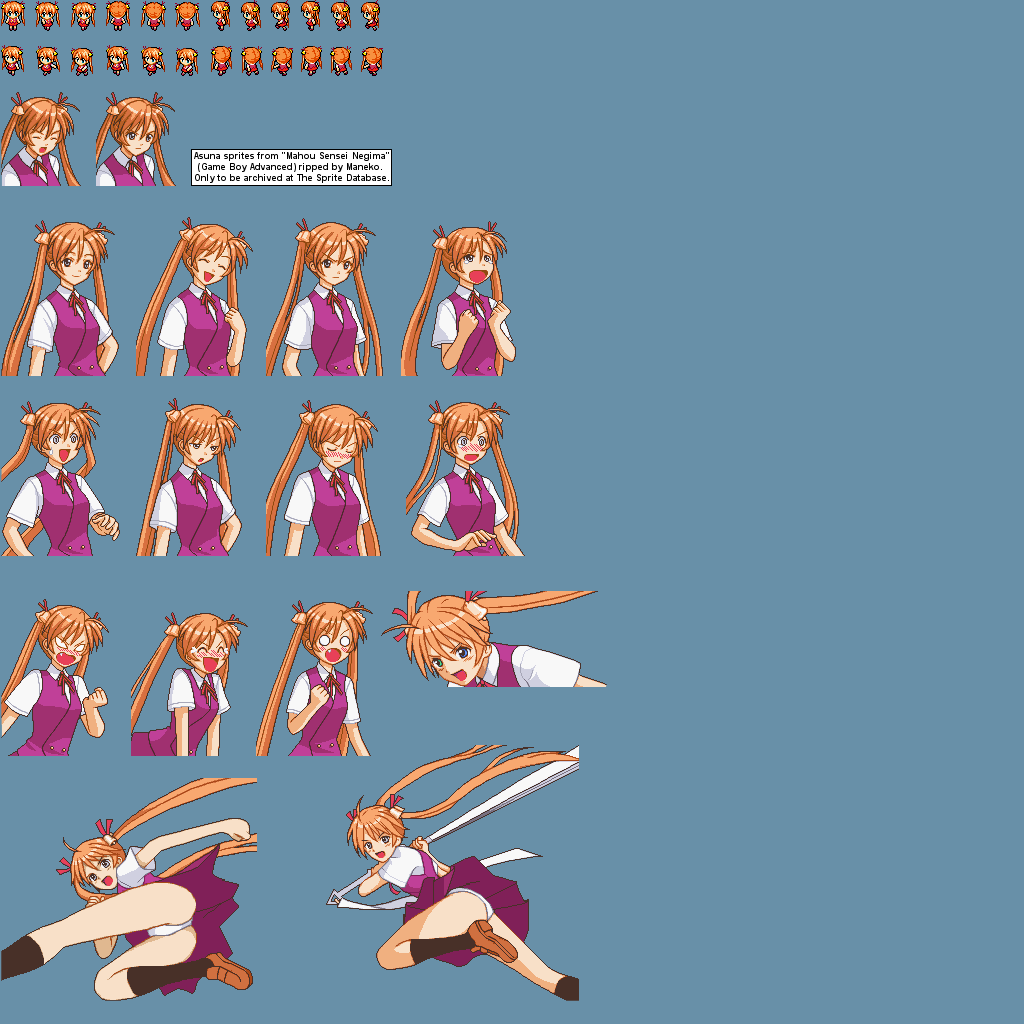 Asuna sprites from "Mahou Sensei Negima"
(Game Boy Advanced) ripped by Maneko.
Only to be archived at The Sprite Database.